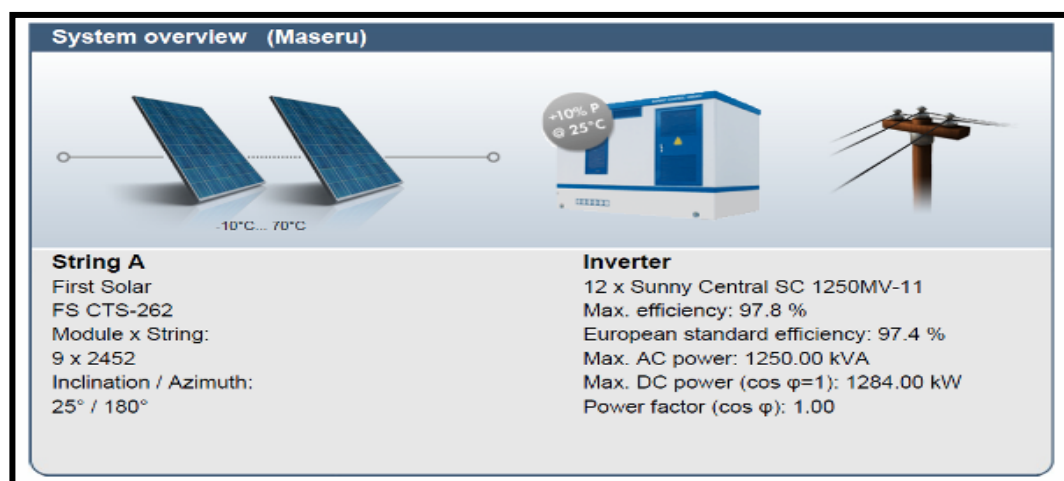 System overview (Maseru)
+10% P
@ 25°C
-10°C... 70°C
String A
First Solar
FS CTS-262
Module x String:
9 x 2452
Inclination / Azimuth:
25° / 180°
Inverter
12 x Sunny Central SC 1250MV-11
Max. efficiency: 97.8 %
European standard efficiency: 97.4 %
Max. AC power: 1250.00 kVA
Max. DC power (cos φ=1): 1284.00 kW
Power factor (cos φ): 1.00